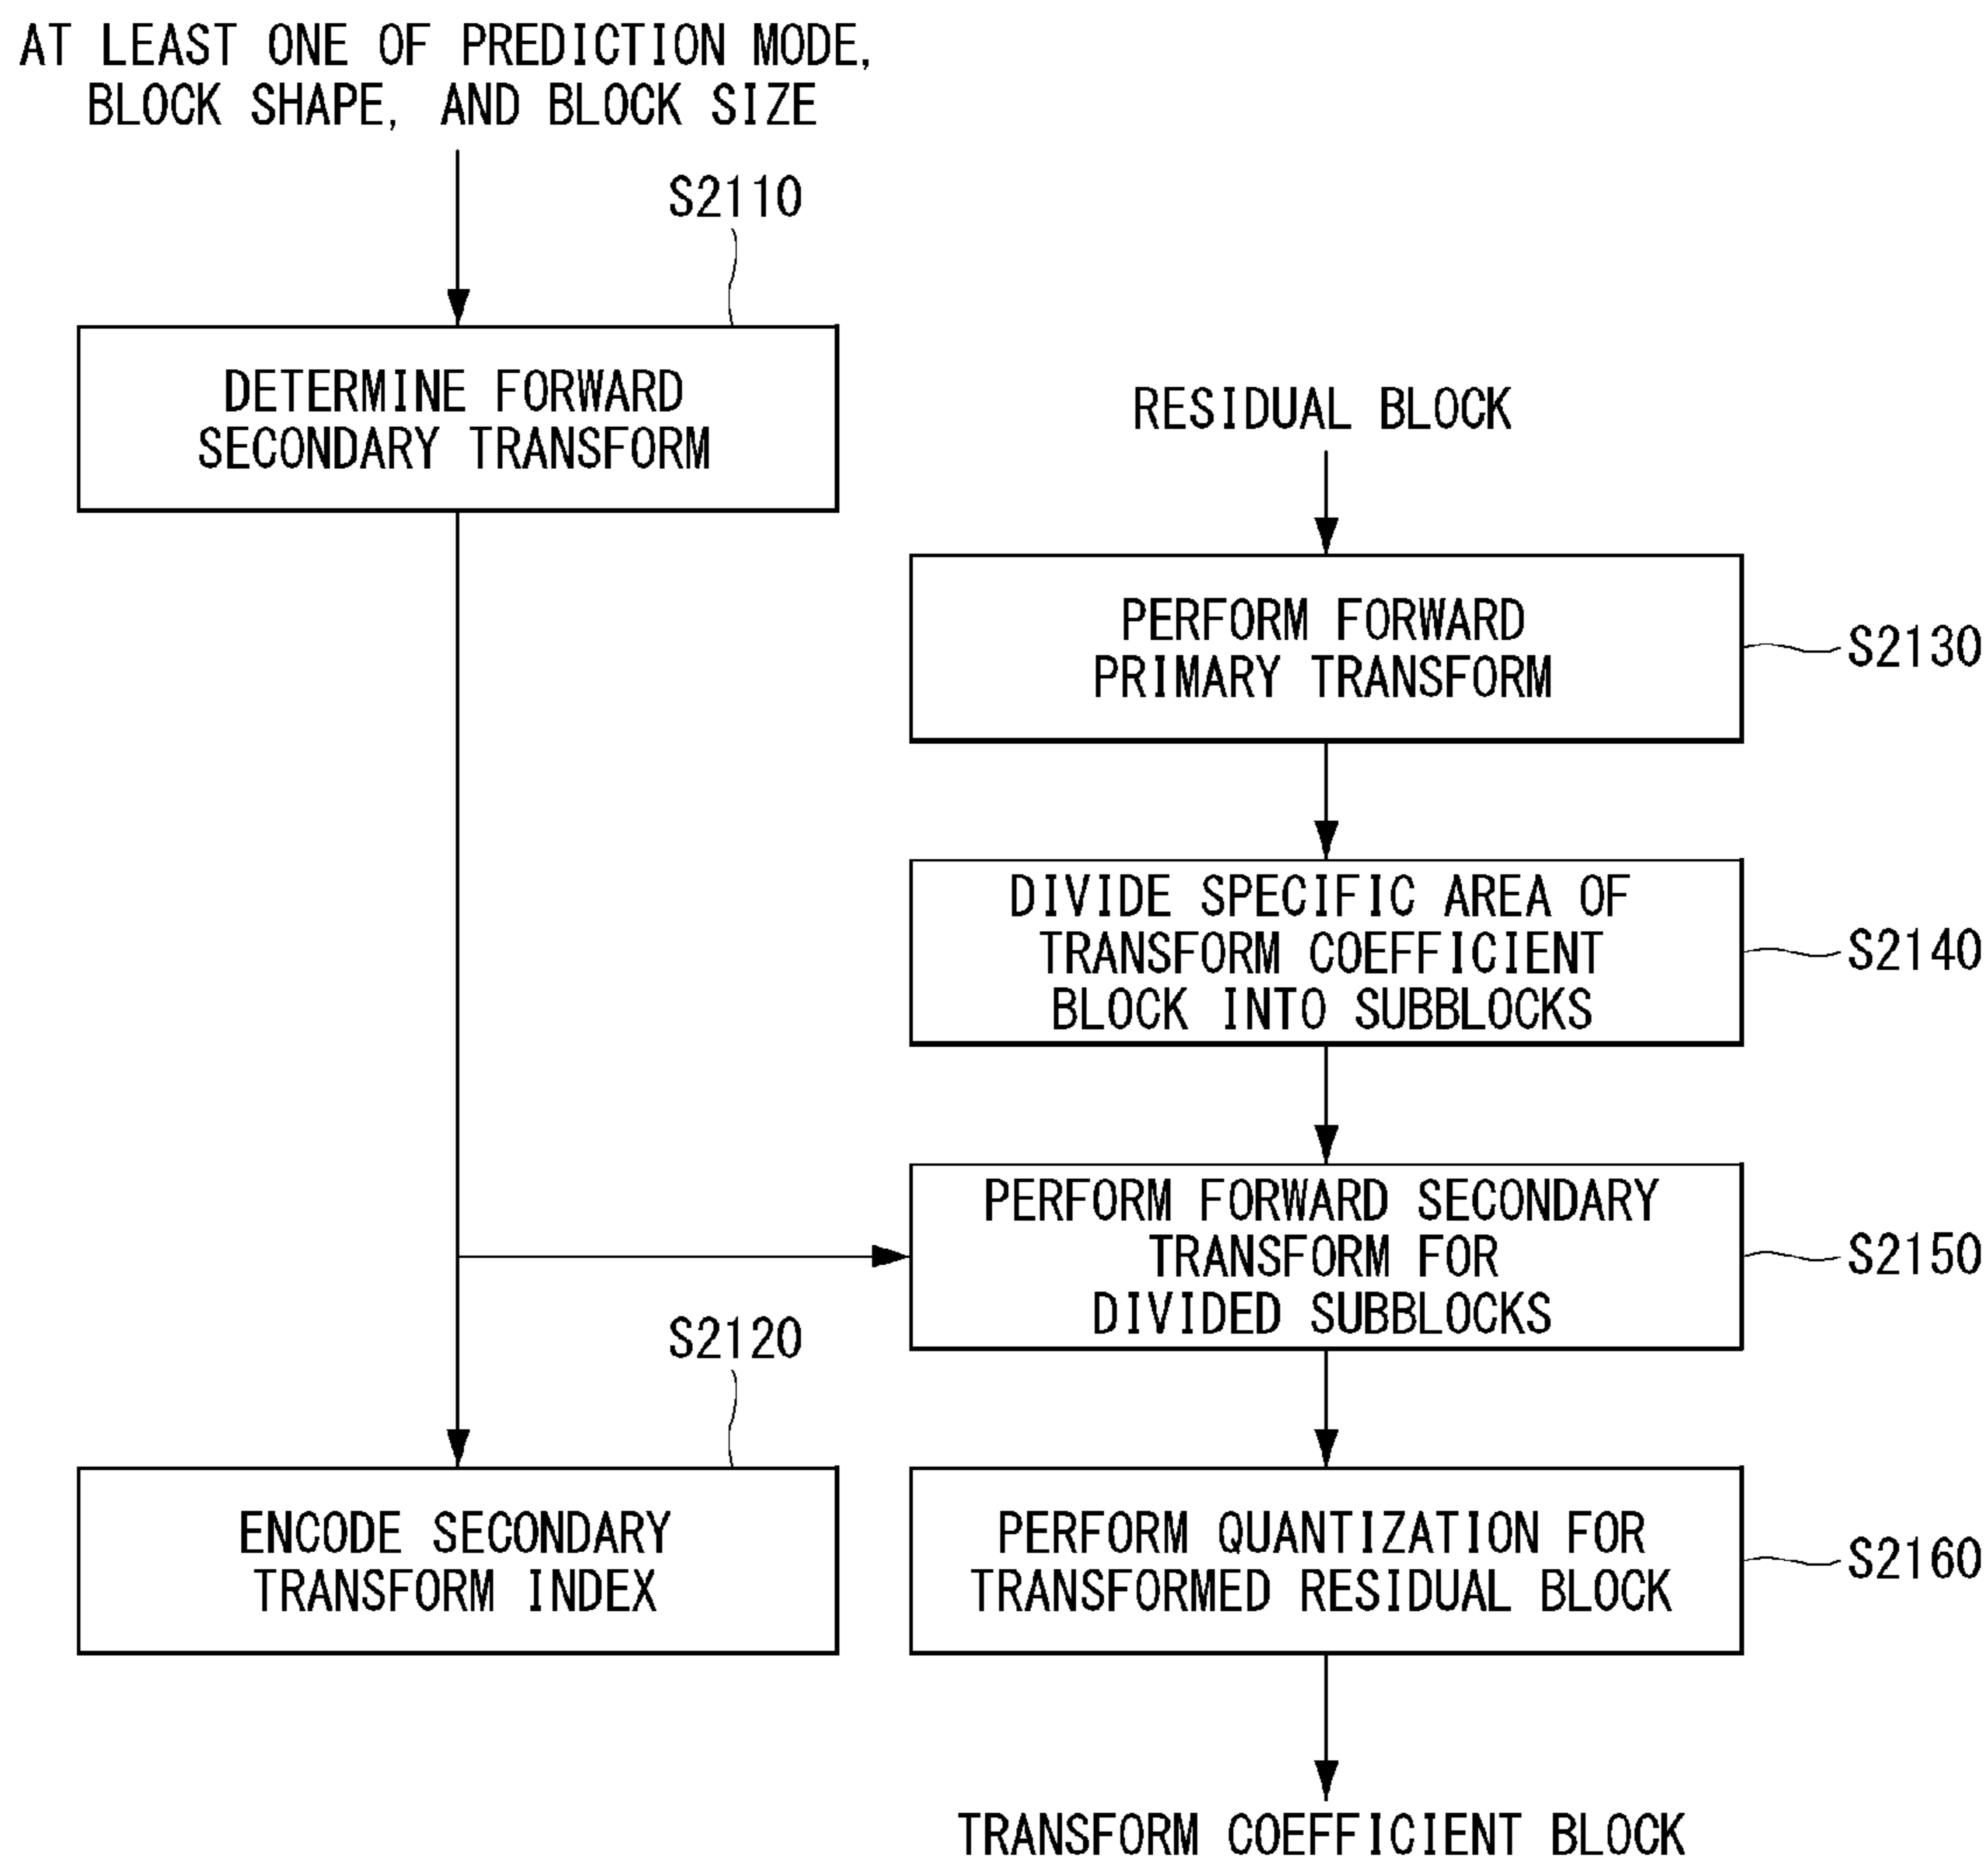 AT LEAST ONE OF PREDICTION MODE,
BLOCK SHAPE, AND BLOCK SIZE
S2110
DETERMINE FORWARD
SECONDARY TRANSFORM
RESIDUAL BLOCK
PERFORM FORWARD
PRIMARY TRANSFORM
S2130
DIVIDE SPECIFIC AREA OF
TRANSFORM COEFFICIENT
BLOCK INTO SUBBLOCKS
S2140
PERFORM FORWARD SECONDARY
TRANSFORM FOR
DIVIDED SUBBLOCKS
S2150
S2120
ENCODE SECONDARY
TRANSFORM INDEX
PERFORM QUANTIZATION FOR
TRANSFORMED RESIDUAL BLOCK
S2160
TRANSFORM COEFFICIENT BLOCK